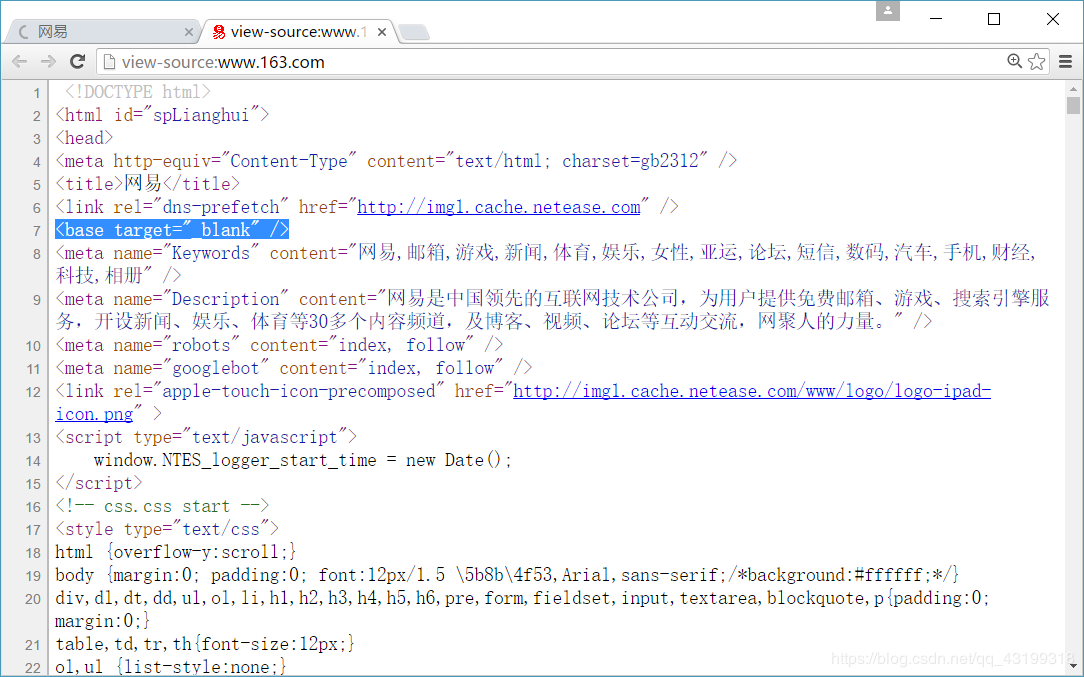 网易
view-source:www.1
view-source:www.163.com
1 <!DOCTYPE html>
2 <html id="spLianghui">
3 <head>
4 <meta http-equiv="Content-Type" content="text/html; charset=gb2312" />
5 <title>网易</title>
6 <link rel="dns-prefetch" href="http://img1.cache.netease.com" />
7 <base target="_blank" />
8 <meta name="Keywords" content="网易,邮箱,游戏,新闻,体育,娱乐,女性,亚运,论坛,短信,数码,汽车,手机,财经,
科技,相册" />
9 <meta name="Description" content="网易是中国领先的互联网技术公司，为用户提供免费邮箱、游戏、搜索引擎服
务，开设新闻、娱乐、体育等30多个内容频道，及博客、视频、论坛等互动交流，网聚人的力量。" />
10 <meta name="robots" content="index, follow" />
11 <meta name="googlebot" content="index, follow" />
12 <link rel="apple-touch-icon-precomposed" href="http://img1.cache.netease.com/www/logo/logo-ipad-
icon.png" >
13 <script type="text/javascript">
14 window.NTES_logger_start_time = new Date();
15 </script>
16 <!-- css.css start -->
17 <style type="text/css">
18 html {overflow-y:scroll;}
19 body {margin:0; padding:0; font:12px/1.5 \5b8b\4f53,Arial,sans-serif;/*background:#ffffff;*/}
20 div,dl,dt,dd,ul,ol,li,h1,h2,h3,h4,h5,h6,pre,form,fieldset,input,textarea,blockquote,p{padding:0;
margin:0;}
21 table,td,tr,th{font-size:12px;}
22 ol,ul {list-style:none;}
https://blog.csdn.net/qq_43199318